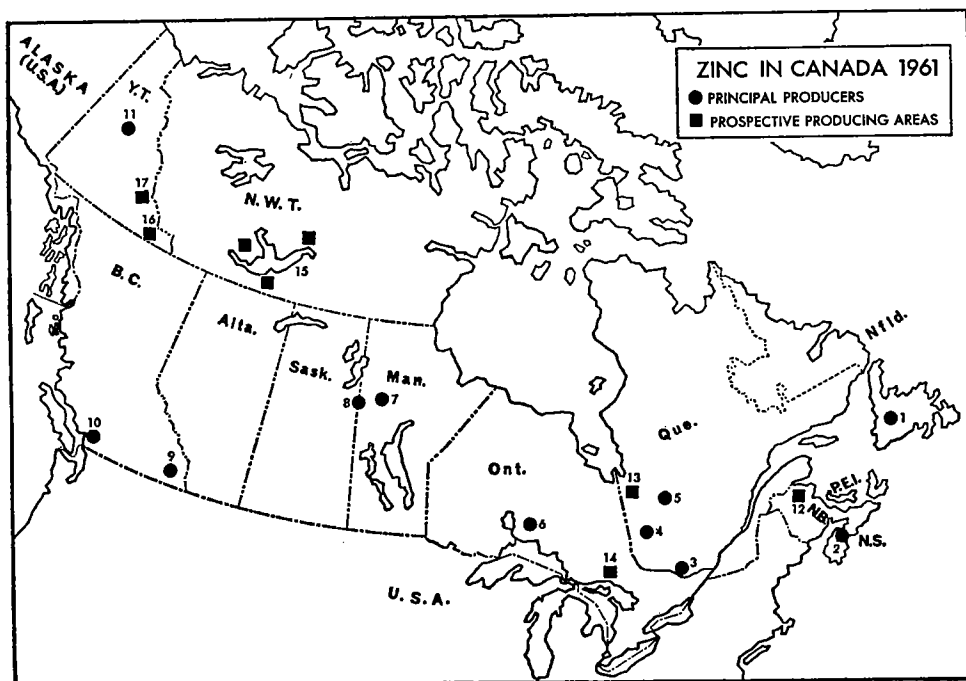 ZINC IN CANADA 1961
PRINCIPAL PRODUCERS
PROSPECTIVE PRODUCING AREAS
ALASKA
(U.S.A)
Y.T.
11
17
16
N.W.T.
15
B.C.
Alta.
Sask.
Man.
8
7
10
9
Ont.
6
Que.
13
5
4
3
14
Nfld.
1
P.E.I.
12
N.B.
2
N.S.
U.S.A.